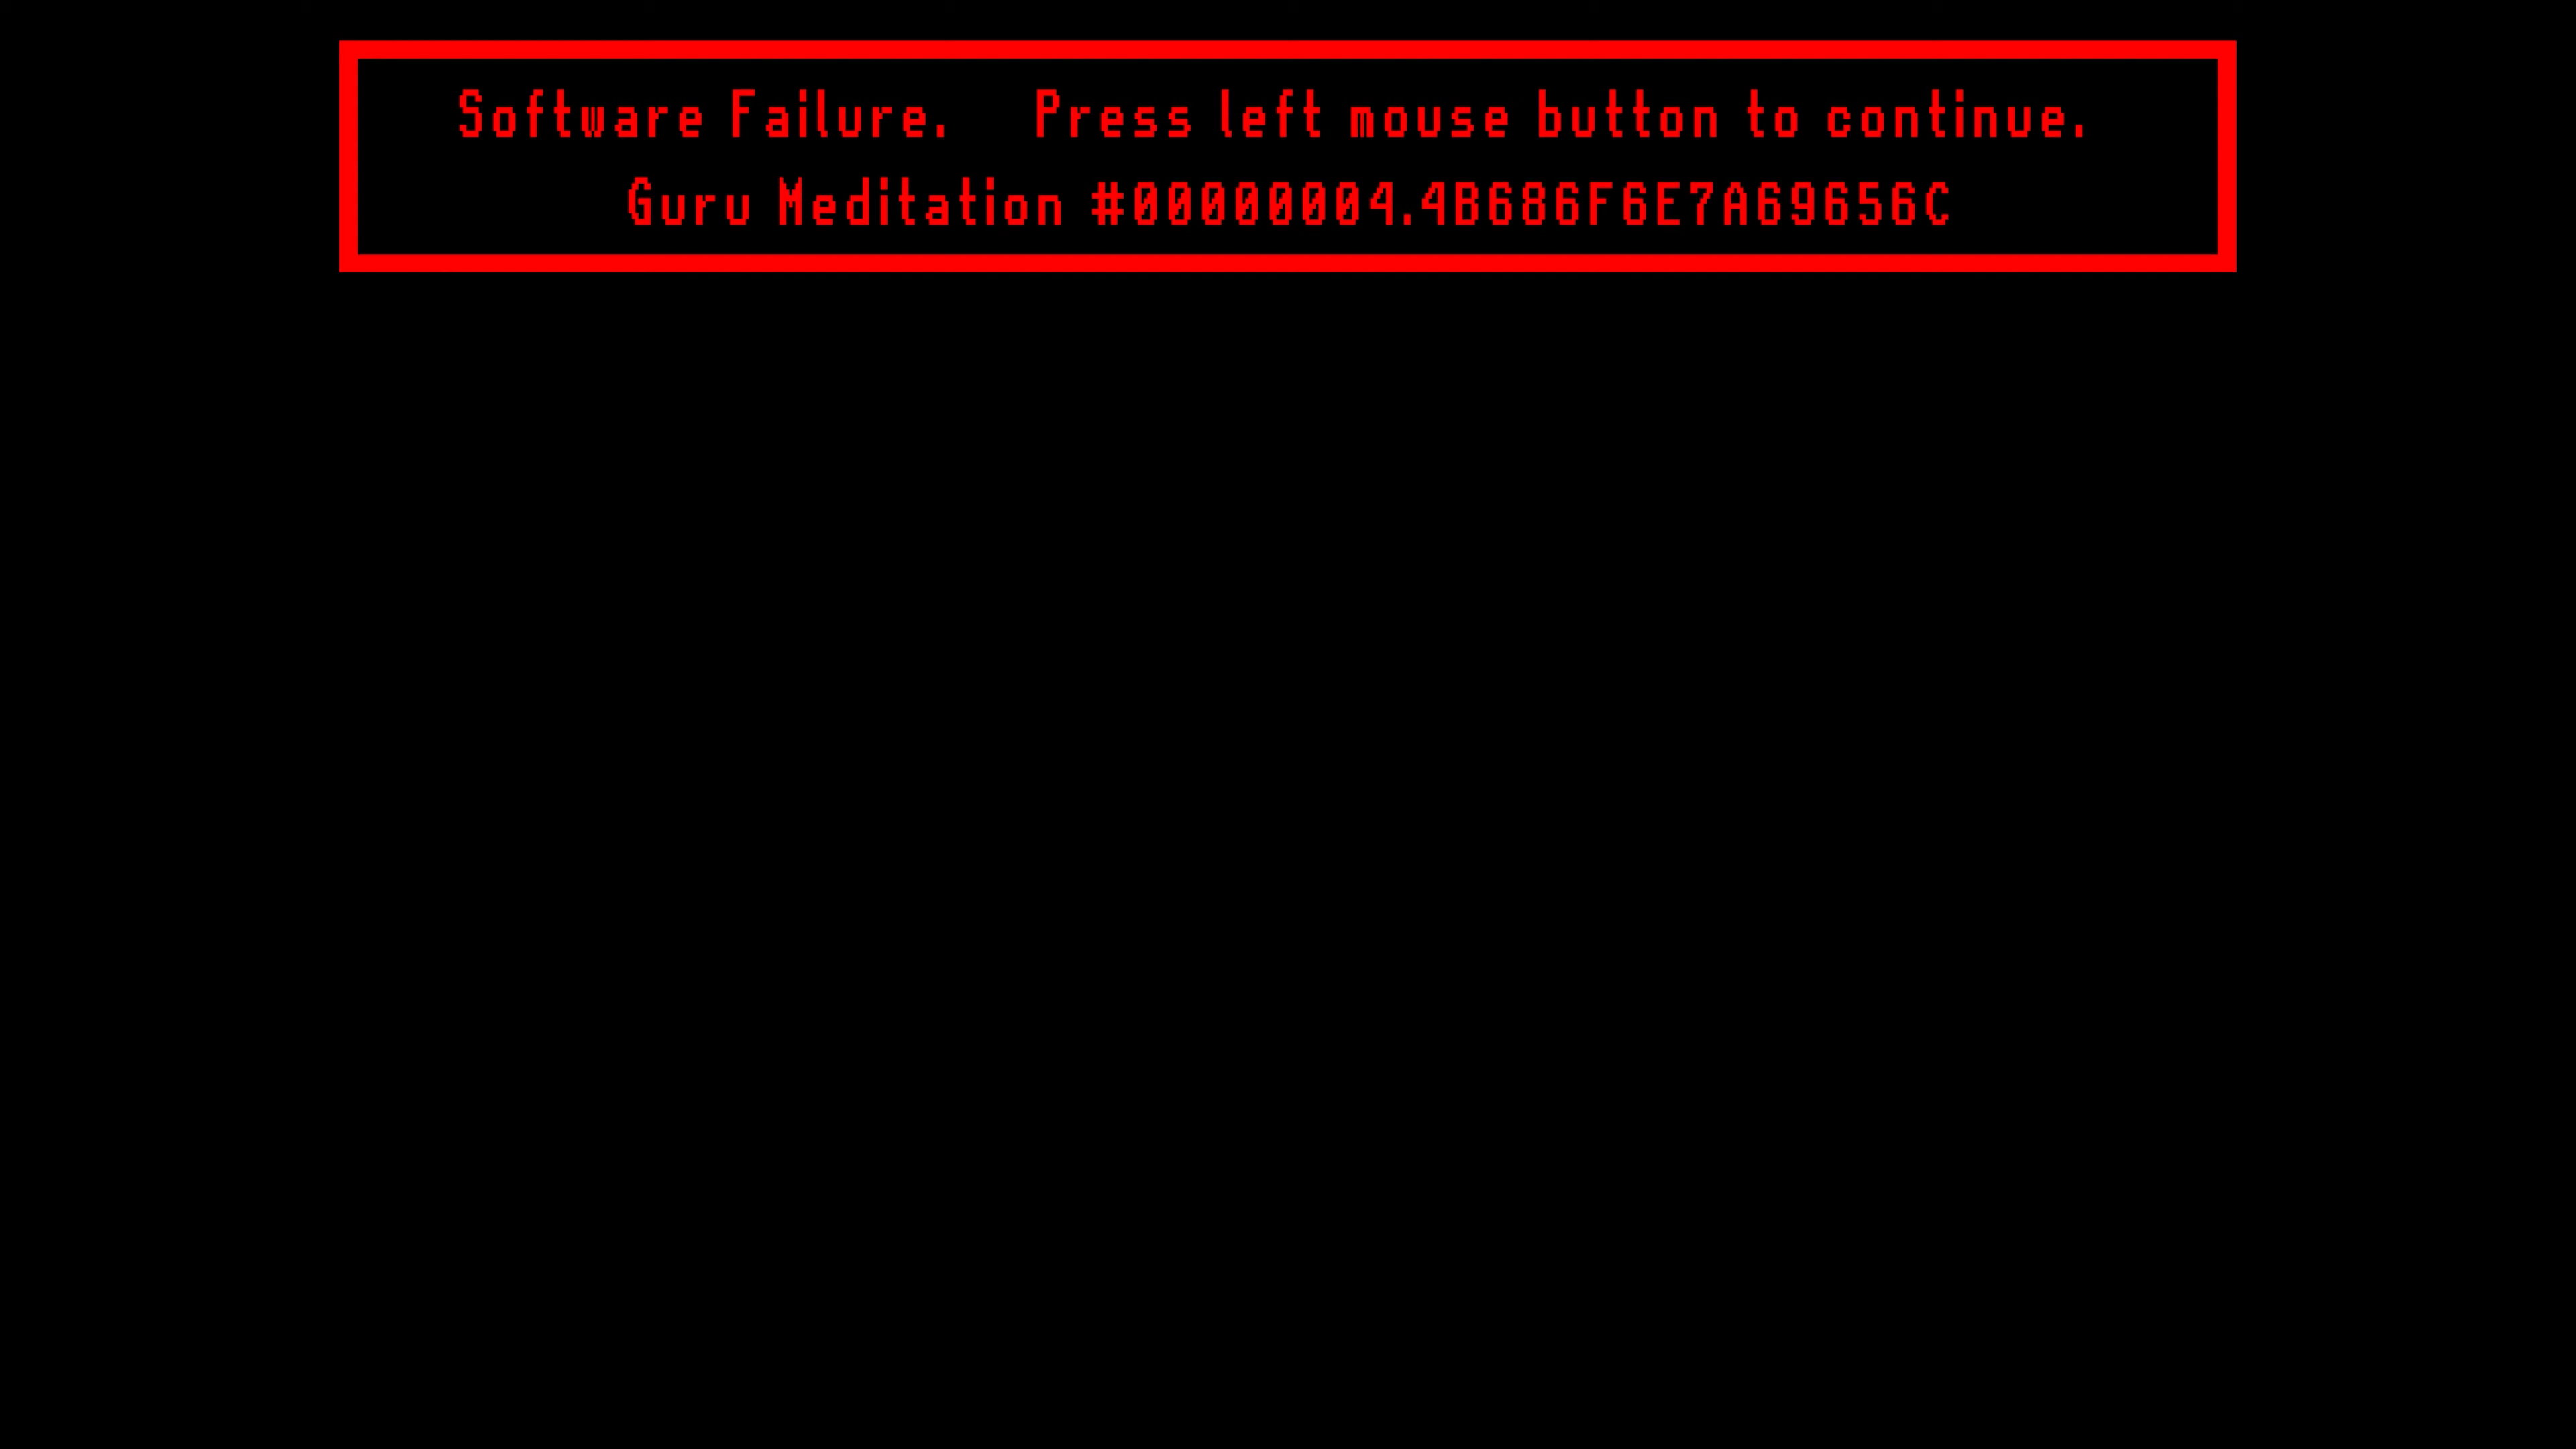 Software Failure.   Press left mouse button to continue.
Guru Meditation #00000004.4B686F6E7A69656C